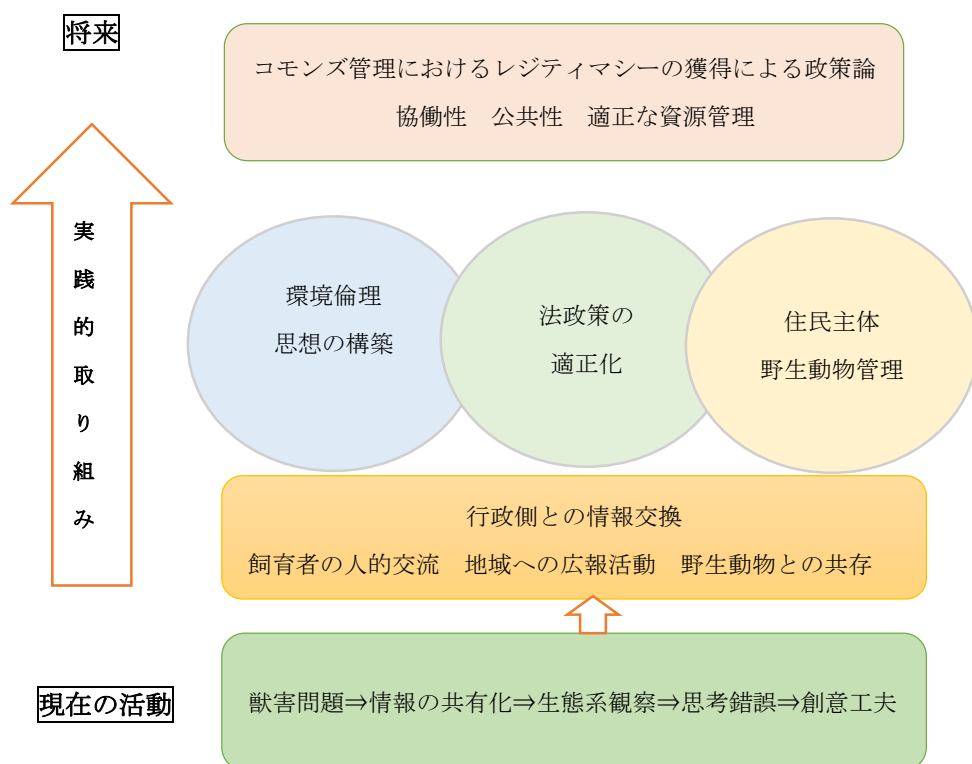 将来
コモンズ管理におけるレジティマシーの獲得による政策論
協働性　公共性　適正な資源管理
実践的取り組み
環境倫理
思想の構築
法政策の
適正化
住民主体
野生動物管理
行政側との情報交換
飼育者の人的交流　地域への広報活動　野生動物との共存
現在の活動
獣害問題⇒情報の共有化⇒生態系観察⇒思考錯誤⇒創意工夫